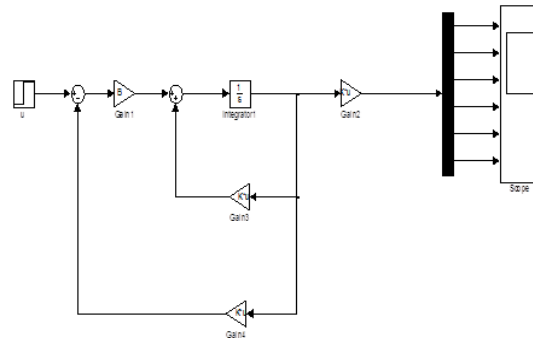 u
B
Gain1
1
s
Integrator1
K*u
Gain2
Scope
K*u
Gain3
K*u
Gain4